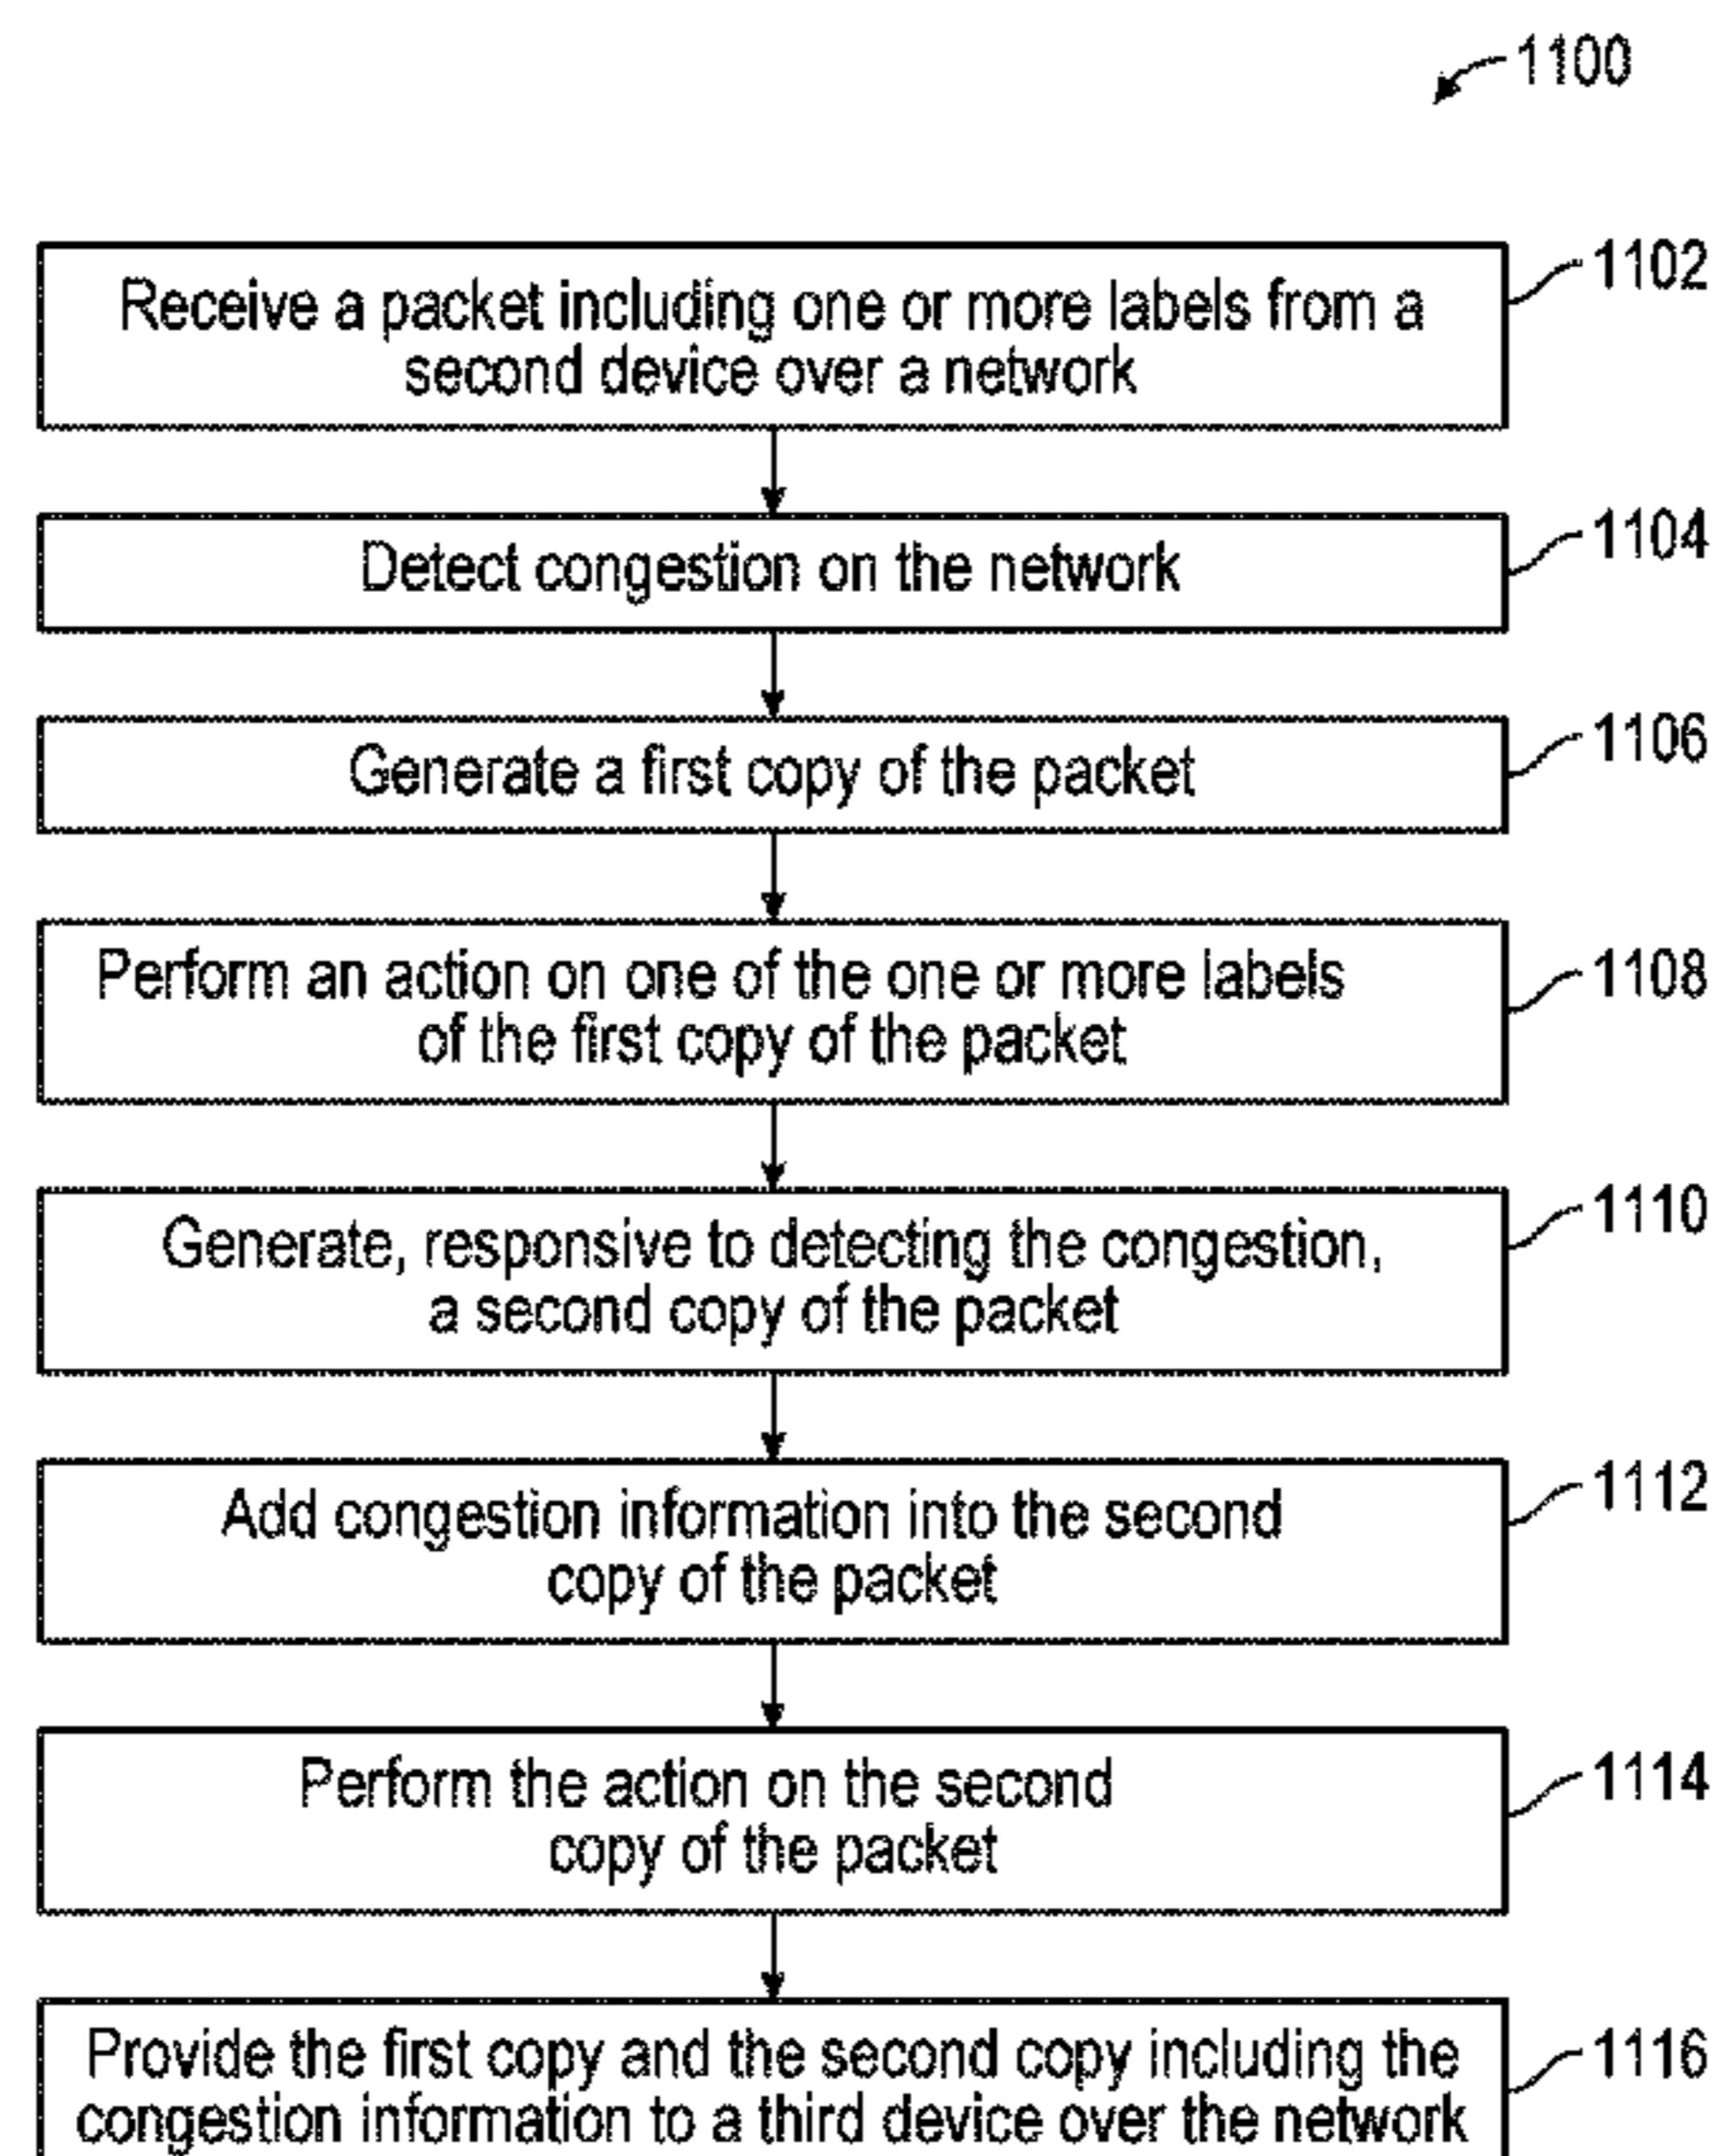 1100
Receive a packet including one or more labels from a
second device over a network
1102
Detect congestion on the network
1104
Generate a first copy of the packet
1106
Perform an action on one of the one or more labels
of the first copy of the packet
1108
Generate, responsive to detecting the congestion,
a second copy of the packet
1110
Add congestion information into the second
copy of the packet
1112
Perform the action on the second
copy of the packet
1114
Provide the first copy and the second copy including the
congestion information to a third device over the network
1116